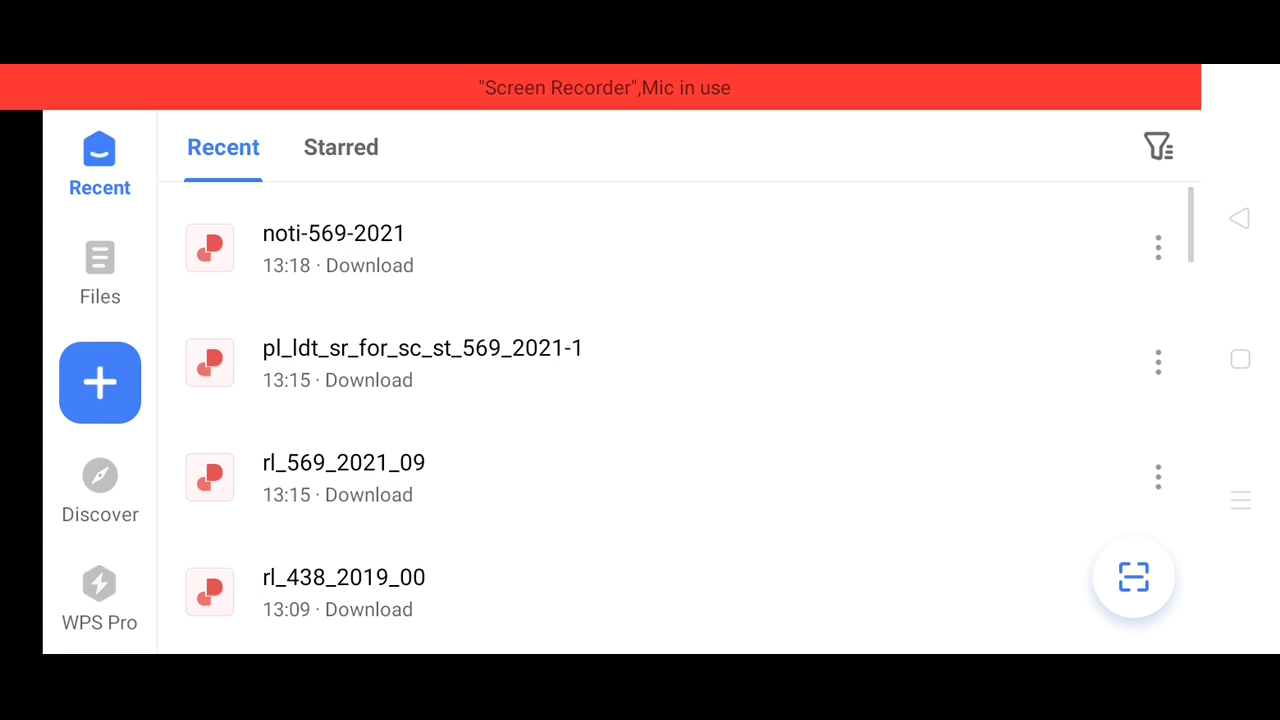 "Screen Recorder",Mic in use
Recent
Files
Discover
WPS Pro
Recent Starred
noti-569-2021
13:18 · Download
pl_ldt_sr_for_sc_st_569_2021-1
13:15 · Download
rl_569_2021_09
13:15 · Download
rl_438_2019_00
13:09 · Download